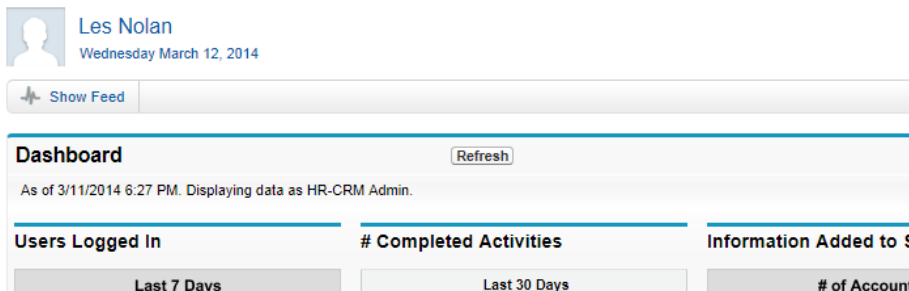 Les Nolan
Wednesday March 12, 2014
Show Feed
Dashboard
Refresh
As of 3/11/2014 6:27 PM. Displaying data as HR-CRM Admin.
Users Logged In
# Completed Activities
Information Added to S
Last 7 Days
Last 30 Days
# of Account